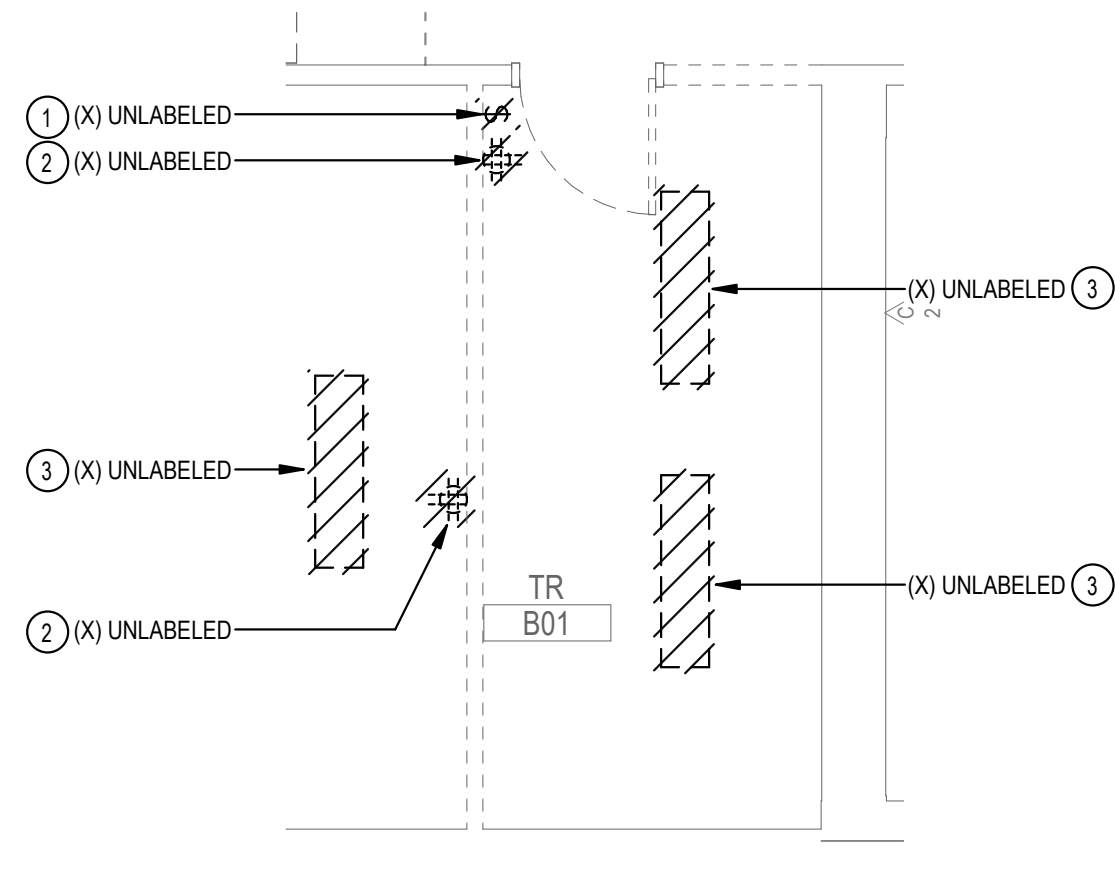 1 (X) UNLABELED
S
2 (X) UNLABELED
(X) UNLABELED 3
C
2
3 (X) UNLABELED
TR
B01
(X) UNLABELED 3
2 (X) UNLABELED